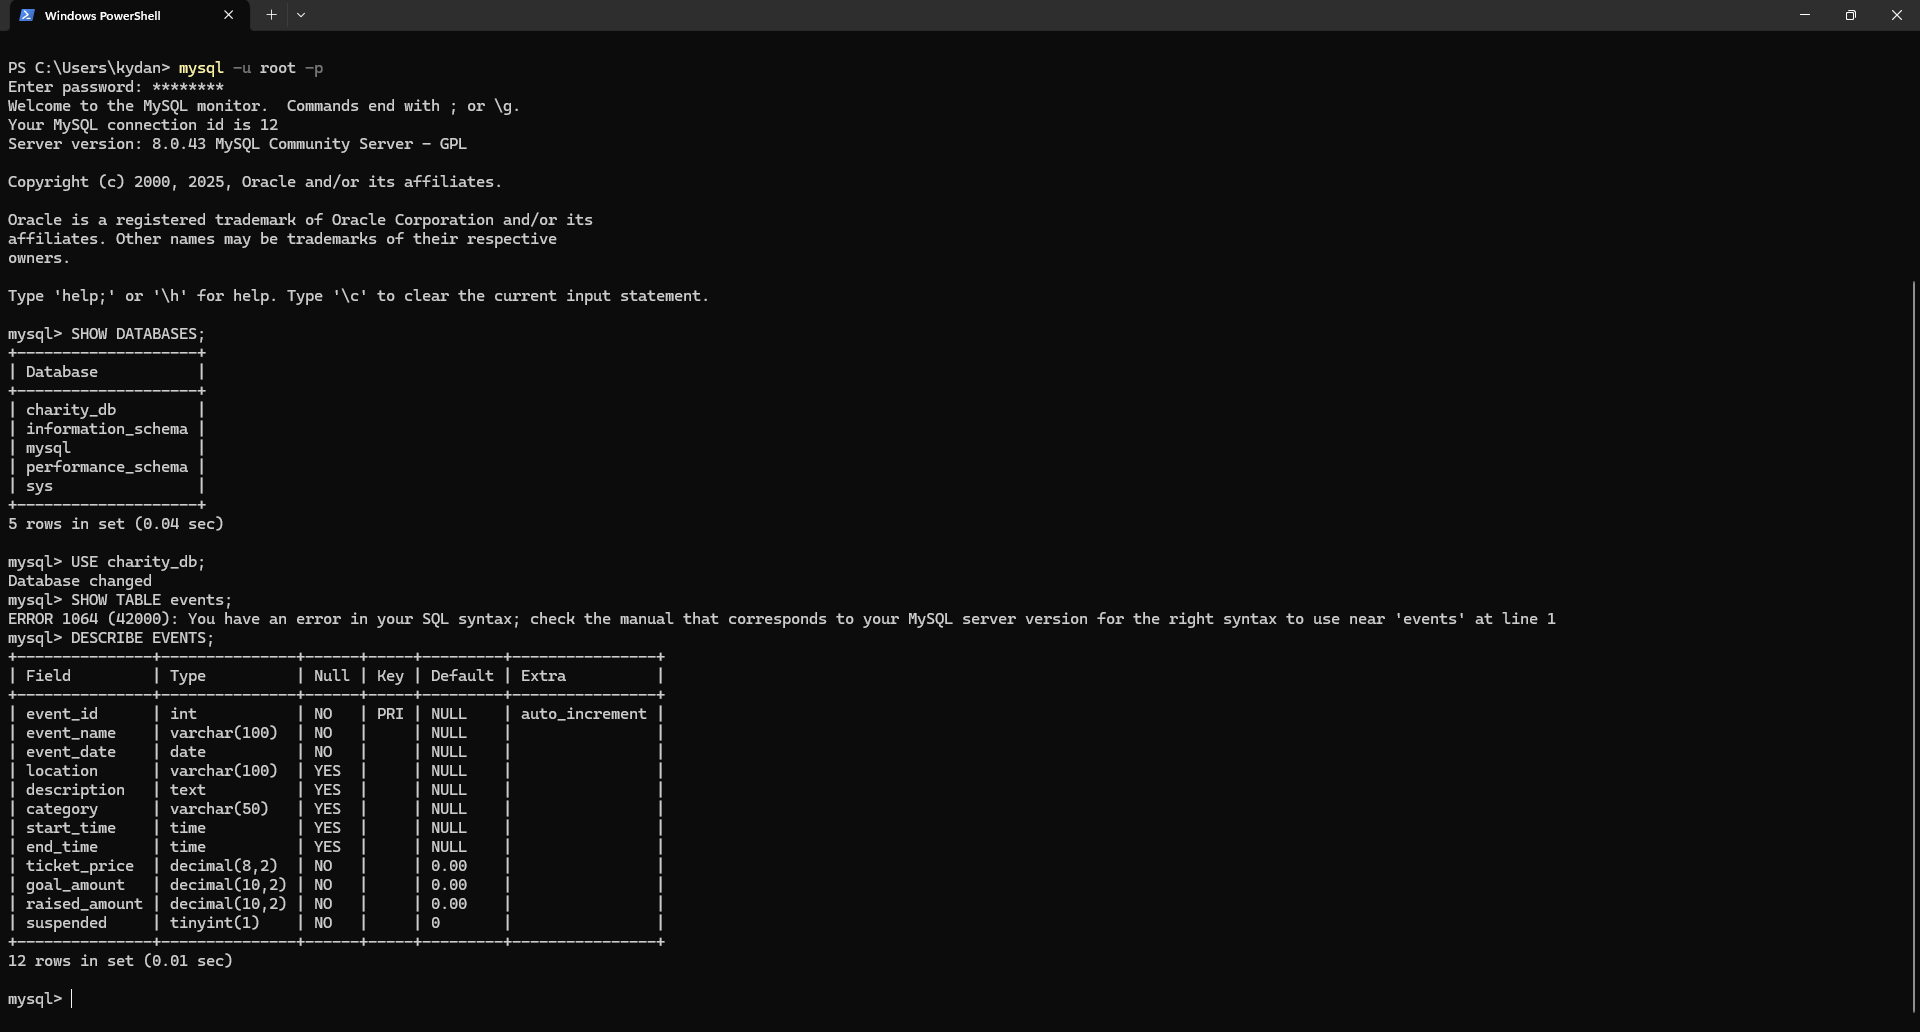 Windows PowerShell
PS C:\Users\kydan> mysql -u root -p
Enter password: ********
Welcome to the MySQL monitor.  Commands end with ; or \g.
Your MySQL connection id is 12
Server version: 8.0.43 MySQL Community Server - GPL
Copyright (c) 2000, 2025, Oracle and/or its affiliates.
Oracle is a registered trademark of Oracle Corporation and/or its
affiliates. Other names may be trademarks of their respective
owners.
Type 'help;' or '\h' for help. Type '\c' to clear the current input statement.
mysql> SHOW DATABASES;
+--------------------+
| Database           |
+--------------------+
| charity_db         |
| information_schema |
| mysql              |
| performance_schema |
| sys                |
+--------------------+
5 rows in set (0.04 sec)
mysql> USE charity_db;
Database changed
mysql> SHOW TABLE events;
ERROR 1064 (42000): You have an error in your SQL syntax; check the manual that corresponds to your MySQL server version for the right syntax to use near 'events' at line 1
mysql> DESCRIBE EVENTS;
+---------------+---------------+------+-----+---------+----------------+
| Field         | Type          | Null | Key | Default | Extra          |
+---------------+---------------+------+-----+---------+----------------+
| event_id      | int           | NO   | PRI | NULL    | auto_increment |
| event_name    | varchar(100)  | NO   |     | NULL    |                |
| event_date    | date          | NO   |     | NULL    |                |
| location      | varchar(100)  | YES  |     | NULL    |                |
| description   | text          | YES  |     | NULL    |                |
| category      | varchar(50)   | YES  |     | NULL    |                |
| start_time    | time          | YES  |     | NULL    |                |
| end_time      | time          | YES  |     | NULL    |                |
| ticket_price  | decimal(8,2)  | NO   |     | 0.00    |                |
| goal_amount   | decimal(10,2) | NO   |     | 0.00    |                |
| raised_amount | decimal(10,2) | NO   |     | 0.00    |                |
| suspended     | tinyint(1)    | NO   |     | 0       |                |
+---------------+---------------+------+-----+---------+----------------+
12 rows in set (0.01 sec)
mysql>